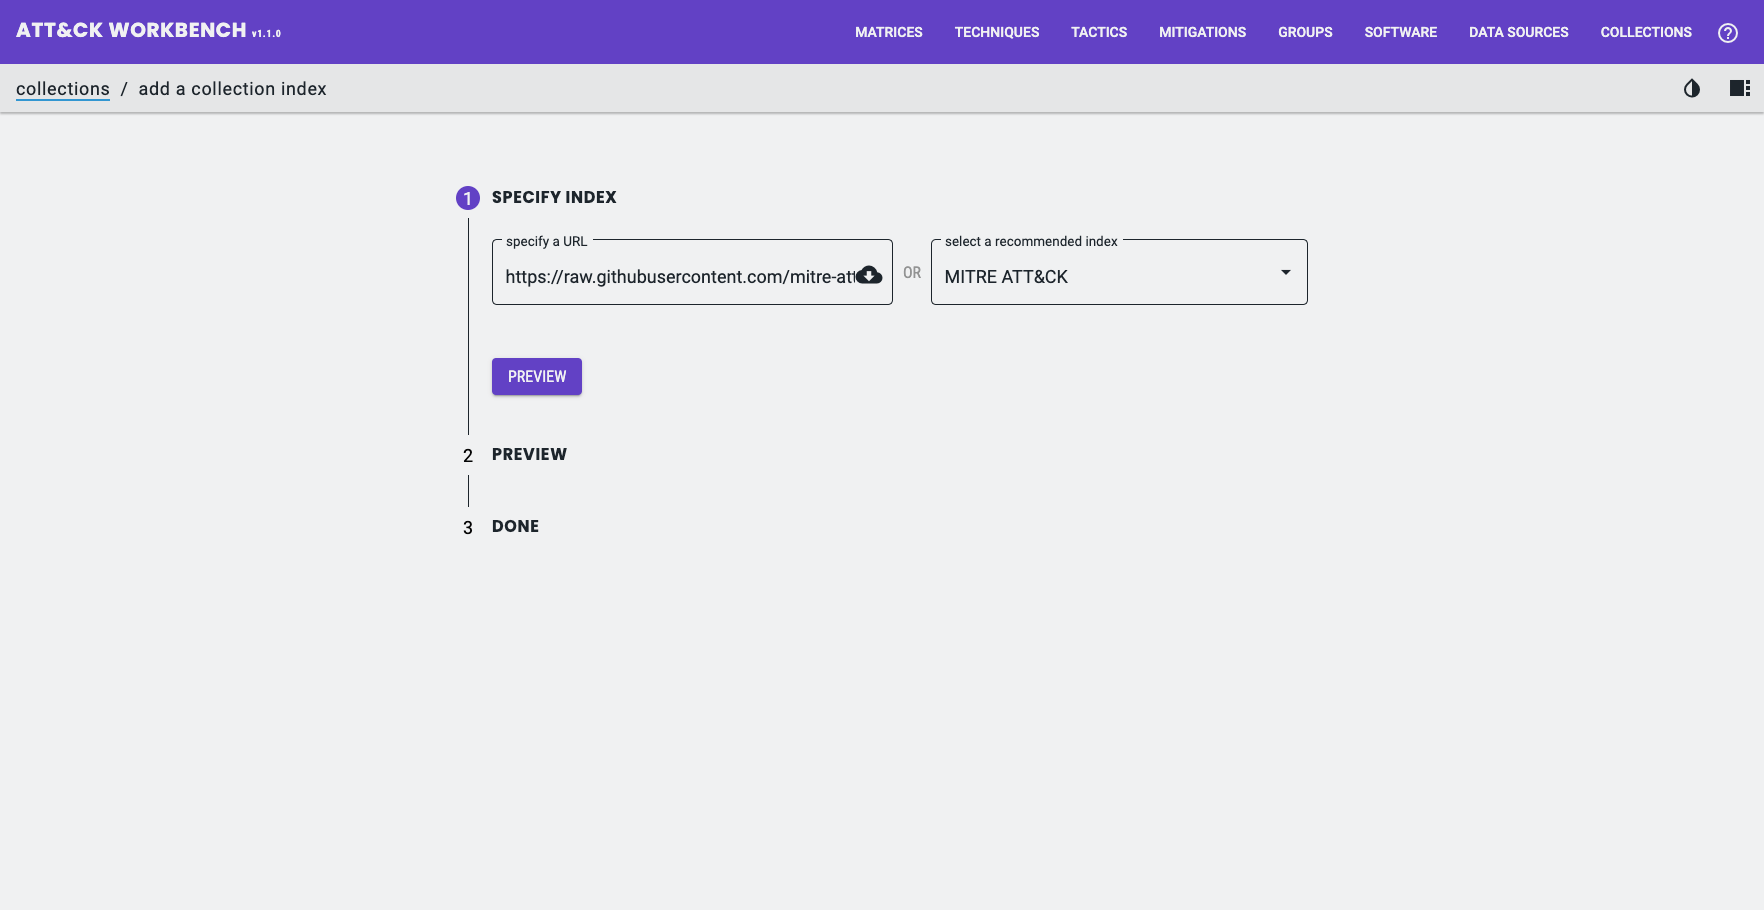 ATT&CK WORKBENCH v1.1.0
MATRICES TECHNIQUES TACTICS MITIGATIONS GROUPS SOFTWARE DATA SOURCES COLLECTIONS ?
collections / add a collection index
1 SPECIFY INDEX
specify a URL
https://raw.githubusercontent.com/mitre-att
OR
select a recommended index
MITRE ATT&CK
PREVIEW
2 PREVIEW
3 DONE